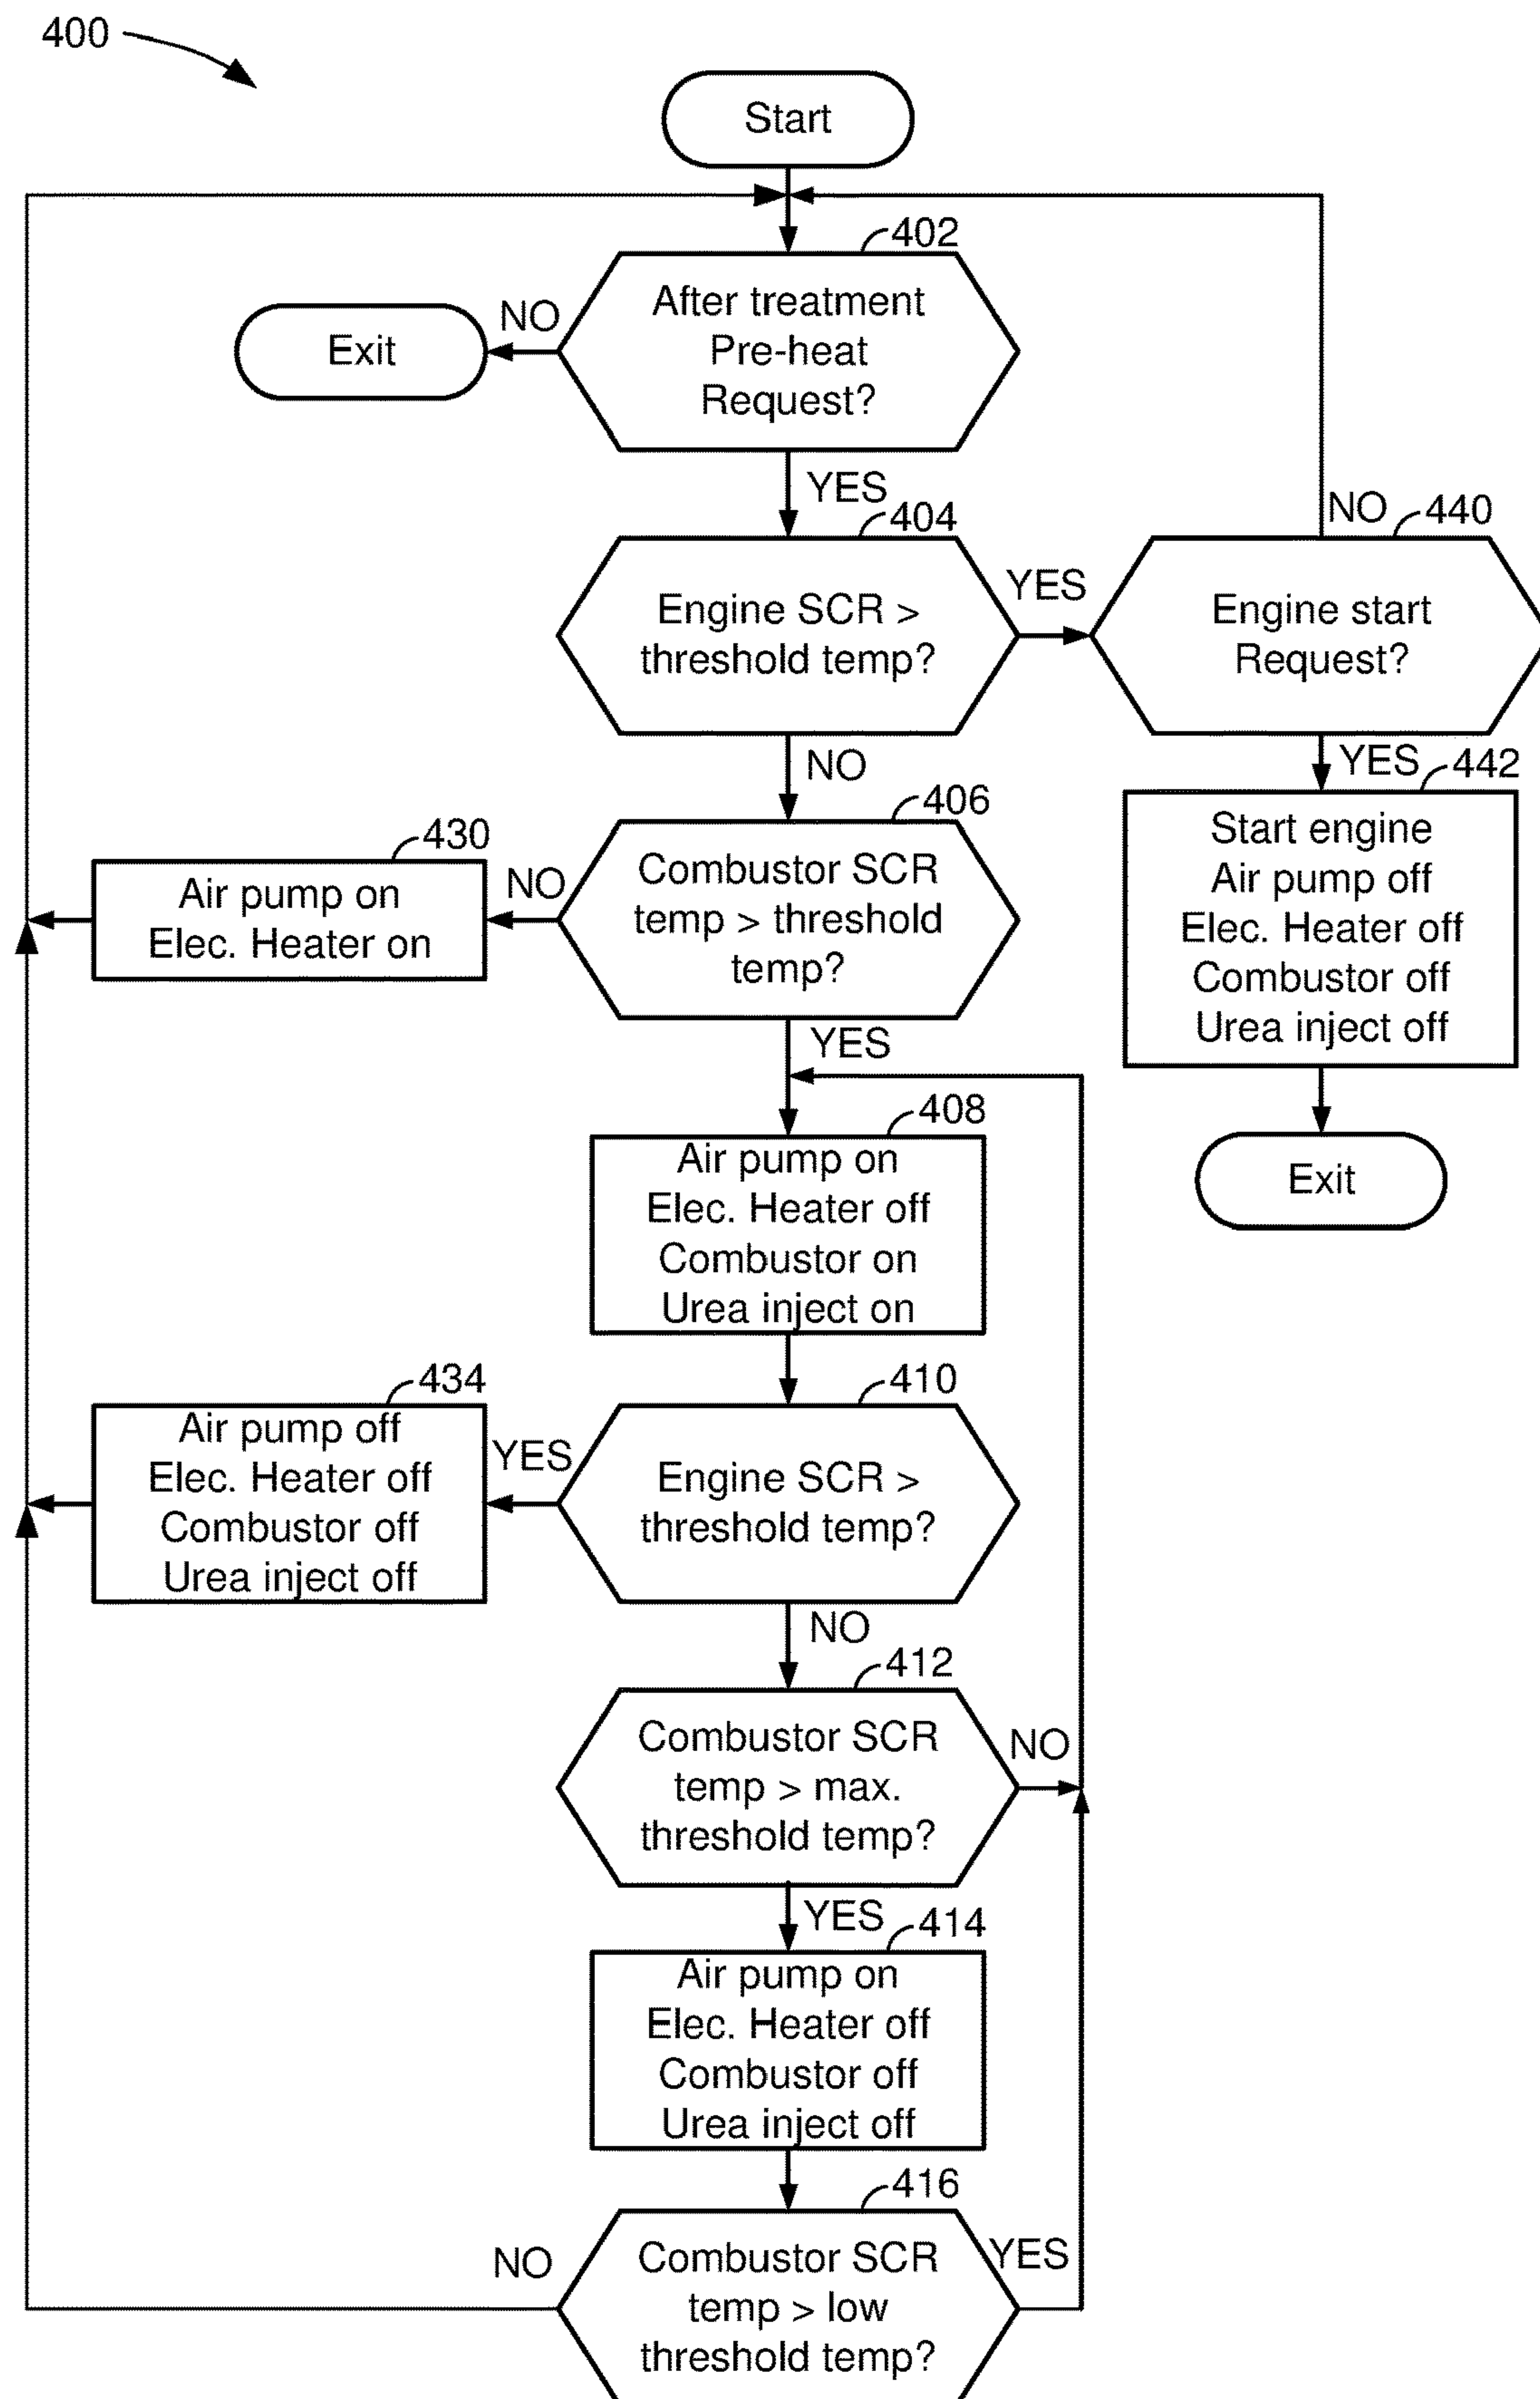 400
Start
402
After treatment
Pre-heat
Request?
NO
Exit
YES
404
Engine SCR >
threshold temp?
YES
NO
440
Engine start
Request?
NO
406
YES
442
Combustor SCR
temp > threshold
temp?
NO
430
Air pump on
Elec. Heater on
Start engine
Air pump off
Elec. Heater off
Combustor off
Urea inject off
YES
Exit
408
Air pump on
Elec. Heater off
Combustor on
Urea inject on
410
Engine SCR >
threshold temp?
YES
434
Air pump off
Elec. Heater off
Combustor off
Urea inject off
NO
412
Combustor SCR
temp > max.
threshold temp?
NO
YES
414
Air pump on
Elec. Heater off
Combustor off
Urea inject off
416
Combustor SCR
temp > low
threshold temp?
NO
YES